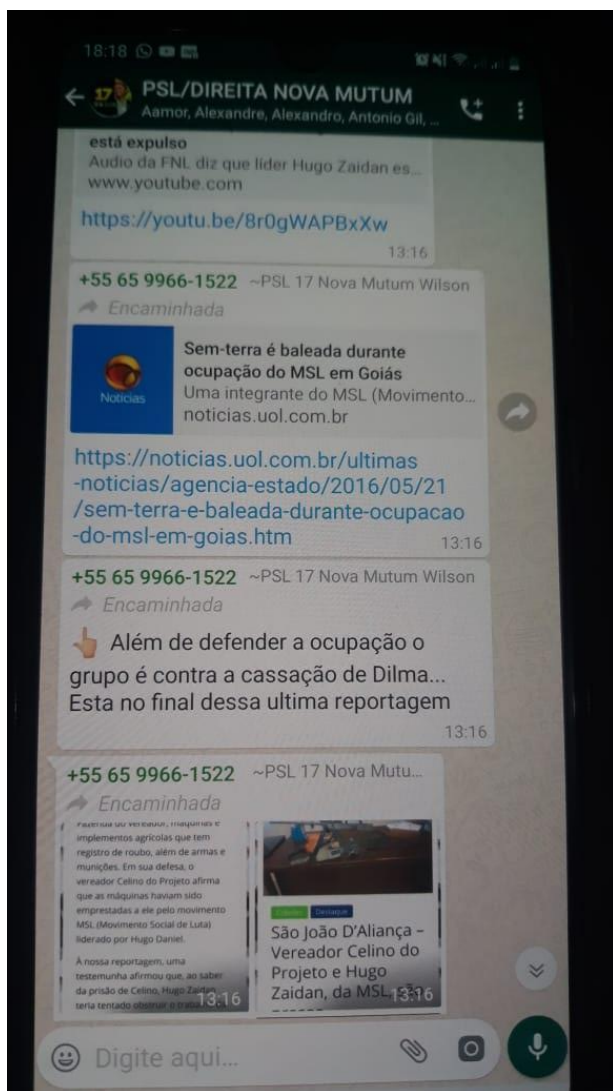 18:18
PSL/DIREITA NOVA MUTUM
Aamor, Alexandre, Alexandro, Antonio Gil, ...
está expulso
Audio da FNL diz que líder Hugo Zaidan es...
www.youtube.com
https://youtu.be/8r0gWAPBxXw
13:16
+55 65 9966-1522 ~PSL 17 Nova Mutum Wilson
Encaminhada
Notícias
Sem-terra é baleada durante
ocupação do MSL em Goiás
Uma integrante do MSL (Movimento...
noticias.uol.com.br
https://noticias.uol.com.br/ultimas
-noticias/agencia-estado/2016/05/21
/sem-terra-e-baleada-durante-ocupacao
-do-msl-em-goias.htm
13:16
+55 65 9966-1522 ~PSL 17 Nova Mutum Wilson
Encaminhada
👆 Além de defender a ocupação o
grupo é contra a cassação de Dilma...
Esta no final dessa ultima reportagem
13:16
+55 65 9966-1522 ~PSL 17 Nova Mutu...
Encaminhada
implementos agrícolas que tem
registro de roubo, além de armas e
munições. Em sua defesa, o
vereador Celino do Projeto afirma
que as máquinas haviam sido
emprestadas a ele pelo movimento
MSL (Movimento Social de Luta)
liderado por Hugo Daniel.
À nossa reportagem, uma
testemunha afirmou que, ao saber
da prisão de Celino, Hugo Zaidan
teria tentado obstruir o
13:16
Destaque
São João D'Aliança –
Vereador Celino do
Projeto e Hugo
Zaidan, da MSL, são
13:16
Digite aqui...